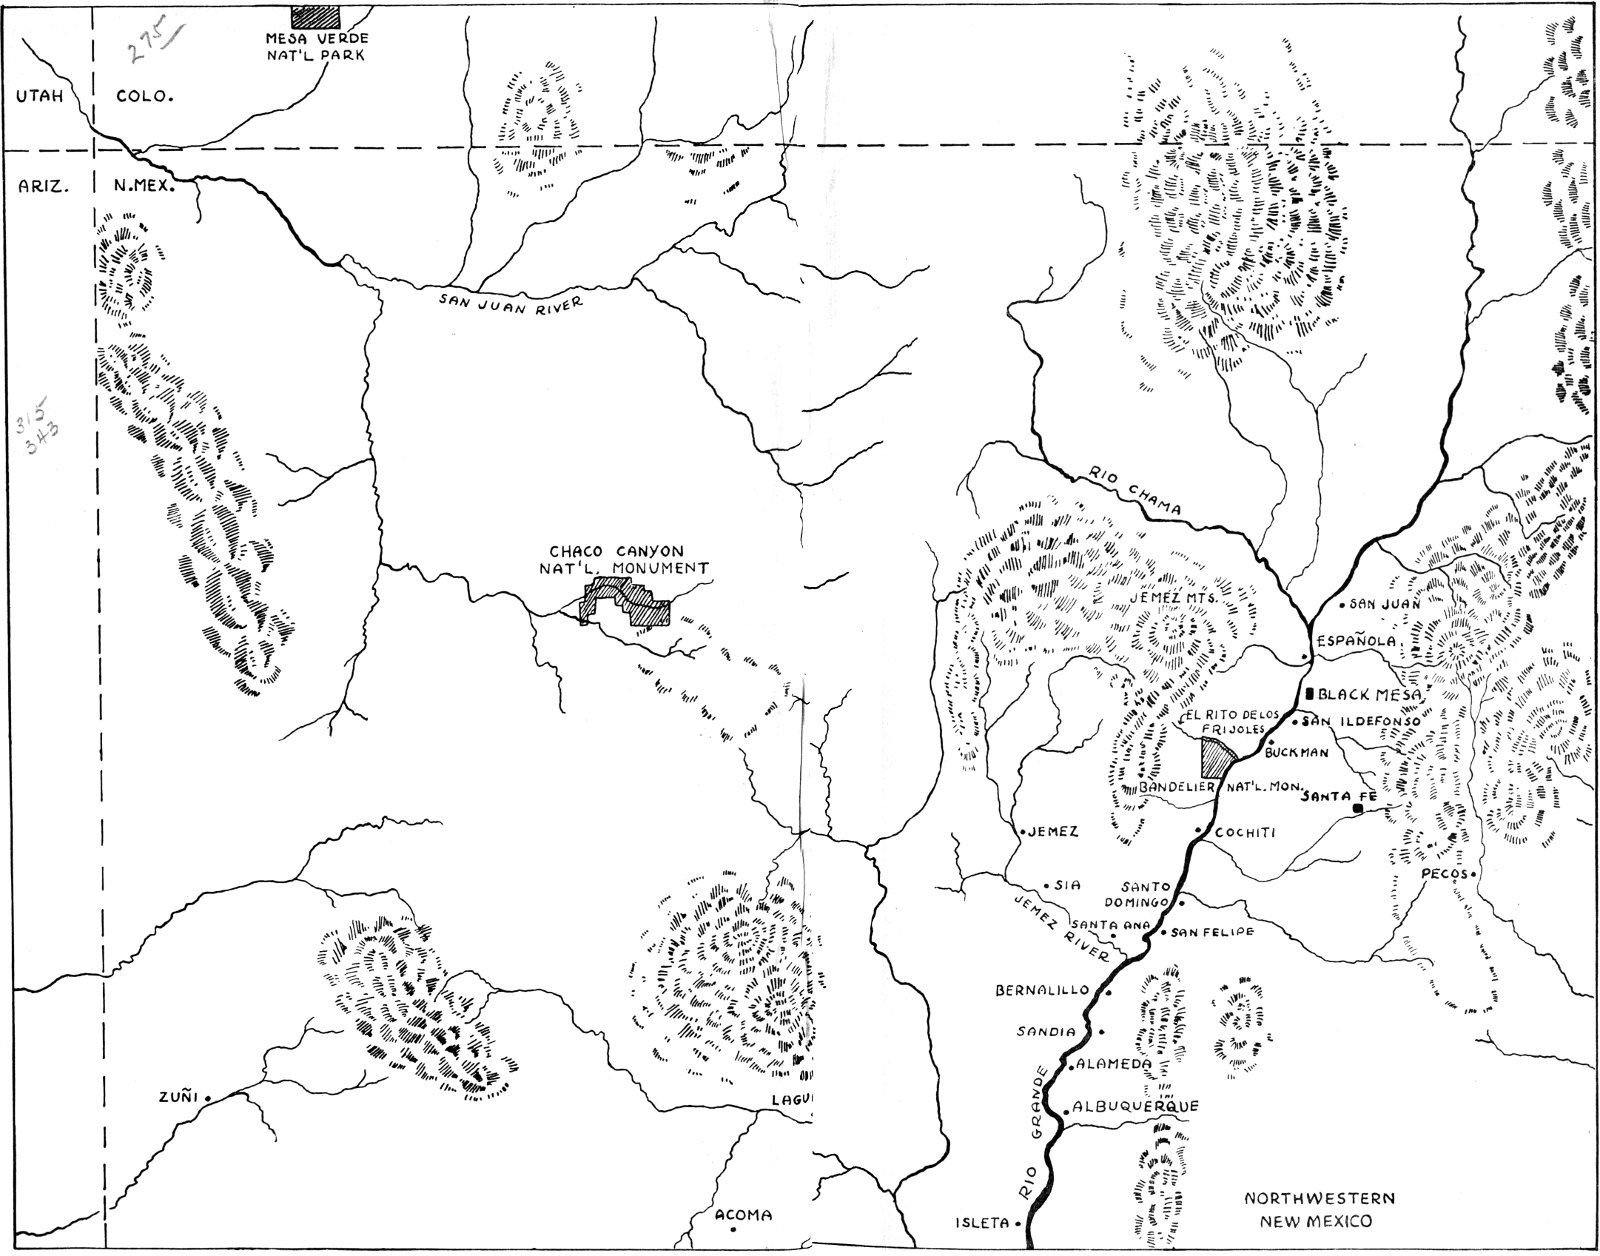 275
MESA VERDE
NAT'L PARK
UTAH
COLO.
ARIZ.
N.MEX.
SAN JUAN RIVER
315
343
RIO CHAMA
CHACO CANYON
NAT'L. MONUMENT
JEMEZ MTS.
SAN JUAN
ESPAÑOLA
BLACK MESA
EL RITO DE LOS
FRIJOLES
SAN ILDEFONSO
BUCKMAN
BANDELIER NAT'L. MON.
SANTA FE
JEMEZ
COCHITI
PECOS
SIA
SANTO
DOMINGO
JEMEZ RIVER
SANTA ANA
SAN FELIPE
BERNALILLO
SANDIA
ALAMEDA
ZUÑI
LAGU
ALBUQUERQUE
RIO GRANDE
ACOMA
ISLETA
NORTHWESTERN
NEW MEXICO